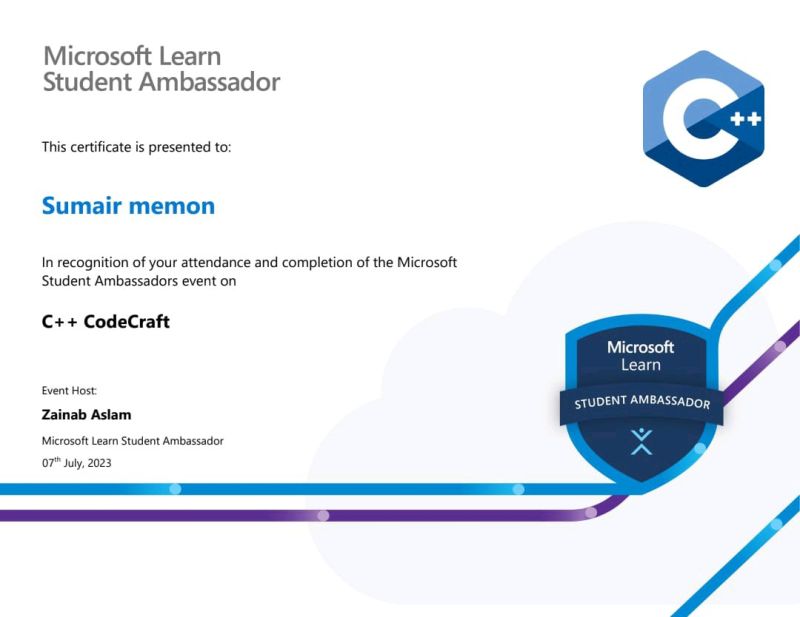 Microsoft Learn
Student Ambassador
C++
This certificate is presented to:
Sumair memon
In recognition of your attendance and completion of the Microsoft
Student Ambassadors event on
C++ CodeCraft
Microsoft
Learn
STUDENT AMBASSADOR
Event Host:
Zainab Aslam
Microsoft Learn Student Ambassador
07th July, 2023